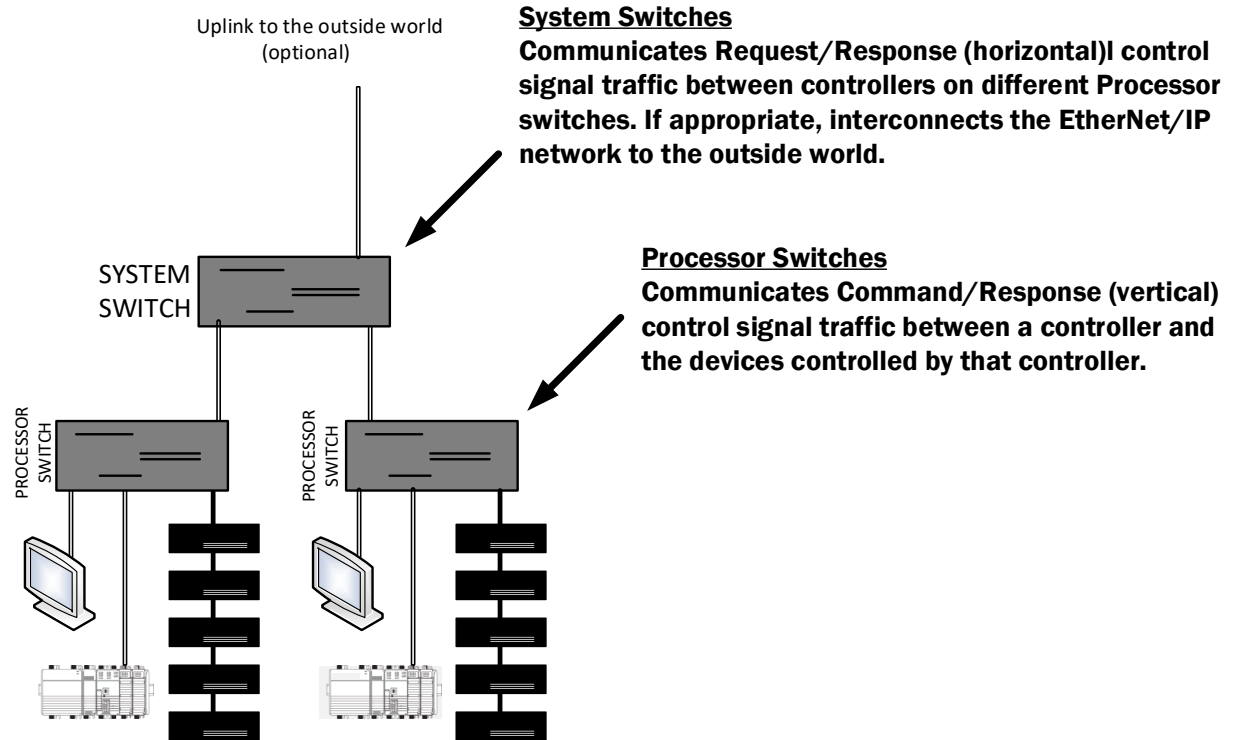 Uplink to the outside world
(optional)
System Switches
Communicates Request/Response (horizontal)l control
signal traffic between controllers on different Processor
switches. If appropriate, interconnects the EtherNet/IP
network to the outside world.
SYSTEM
SWITCH
Processor Switches
Communicates Command/Response (vertical)
control signal traffic between a controller and
the devices controlled by that controller.
PROCESSOR
SWITCH
PROCESSOR
SWITCH